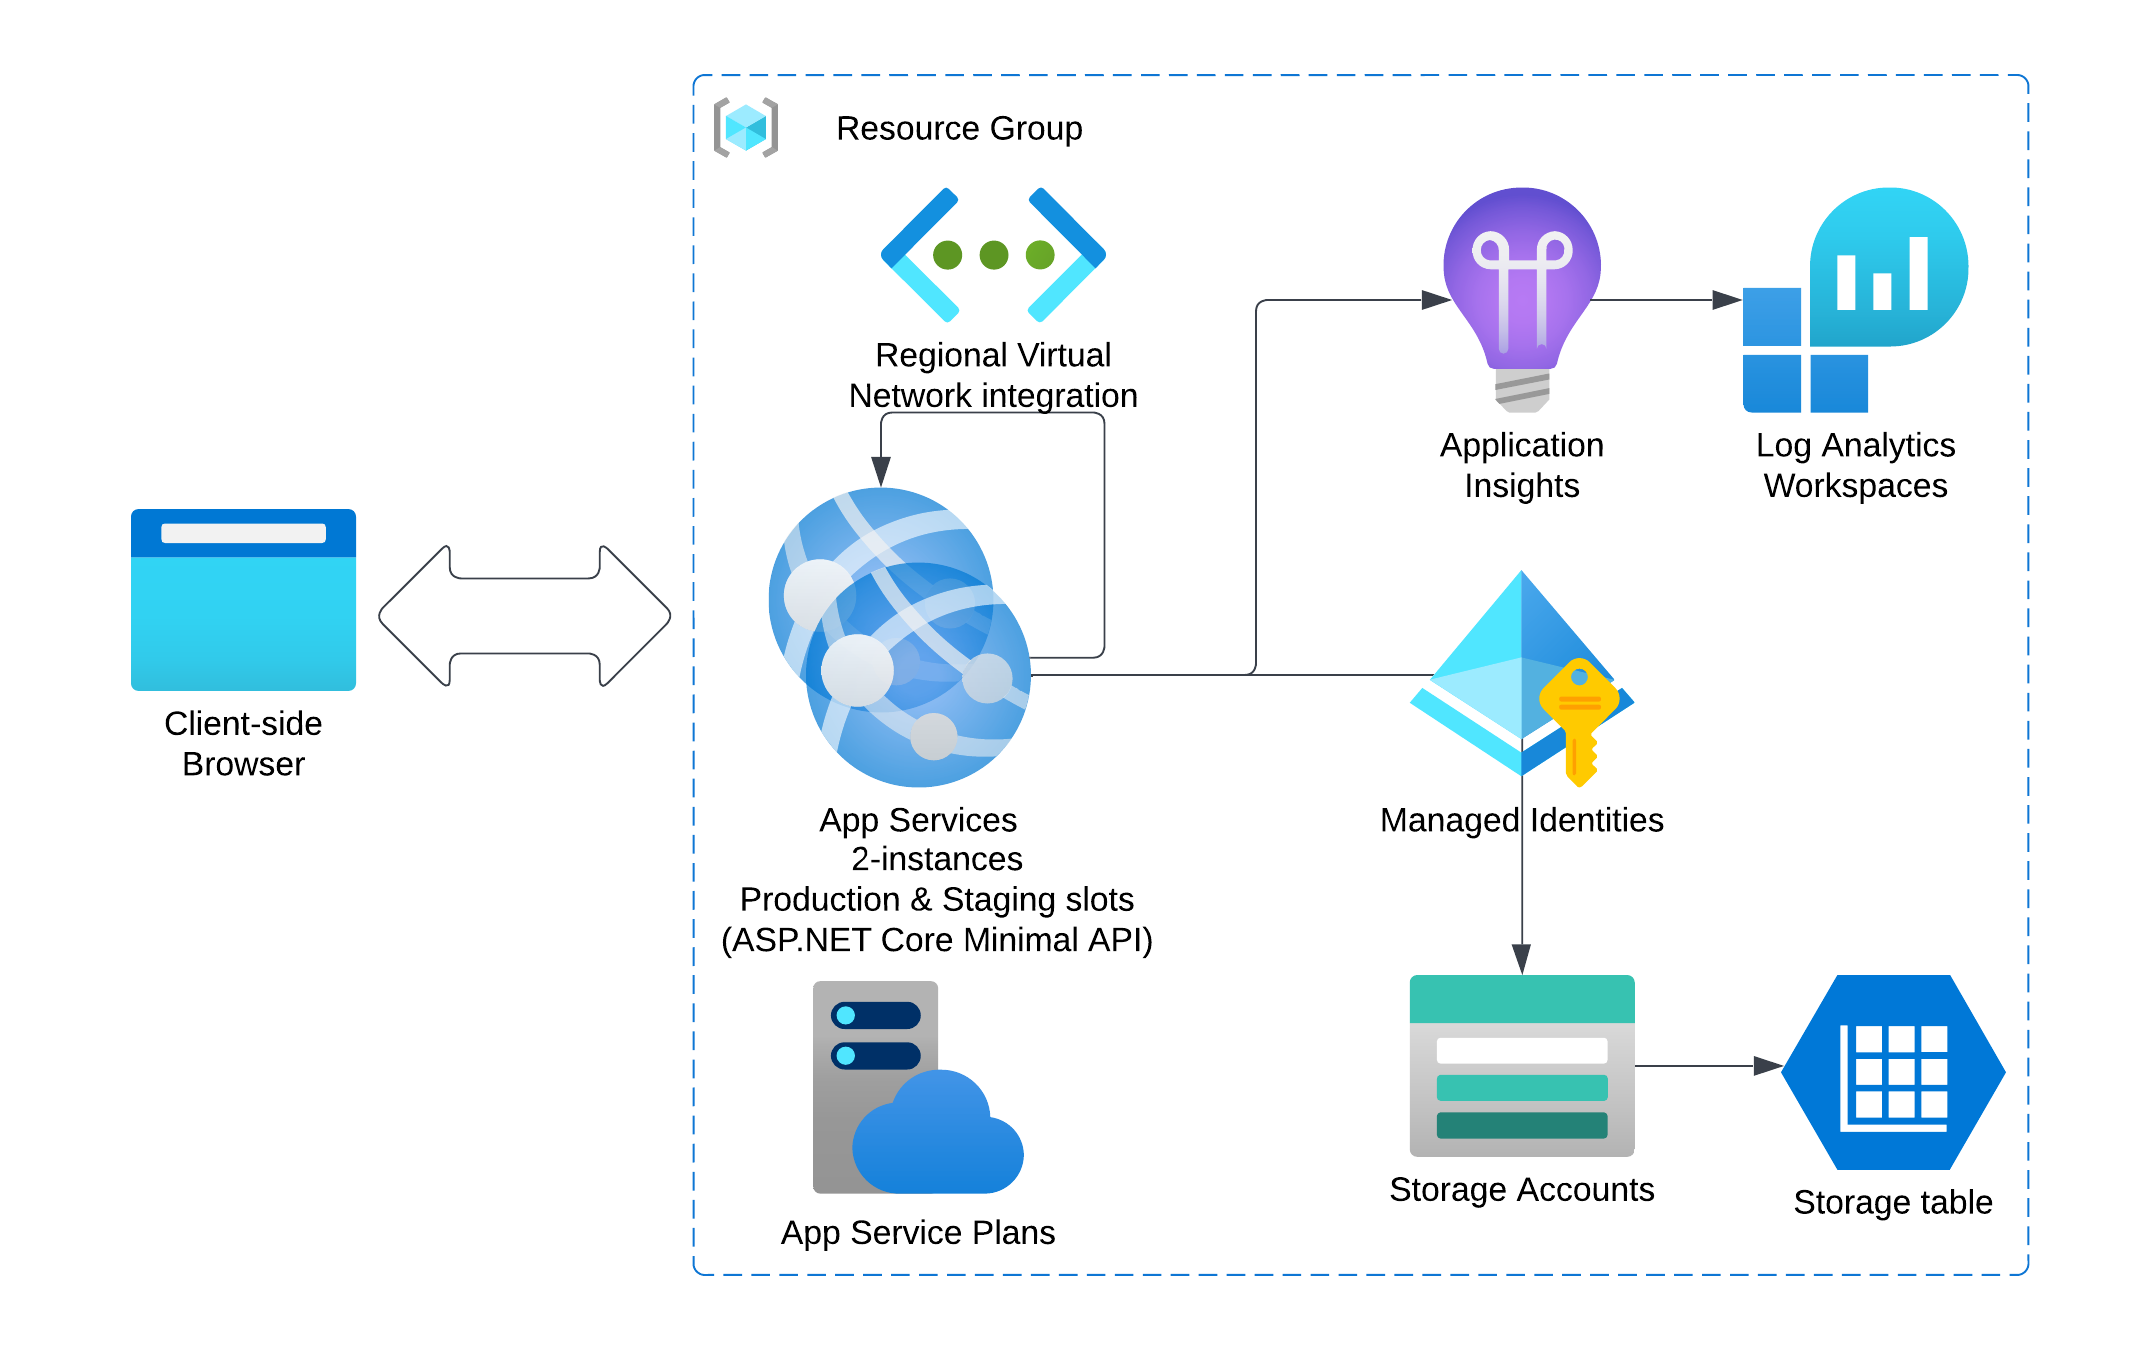 Resource Group
Regional Virtual
Network integration
Application
Insights
Log Analytics
Workspaces
Client-side
Browser
App Services
2-instances
Production & Staging slots
(ASP.NET Core Minimal API)
Managed Identities
App Service Plans
Storage Accounts
Storage table